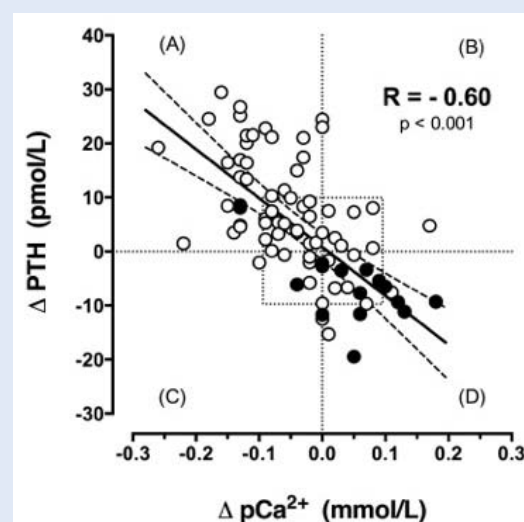 (A)
(B)
R = - 0.60
p < 0.001
Δ PTH (pmol/L)
40
30
20
10
0
-10
-20
-30
(C)
(D)
-0.3
-0.2
-0.1
0.0
0.1
0.2
0.3
Δ pCa²⁺ (mmol/L)